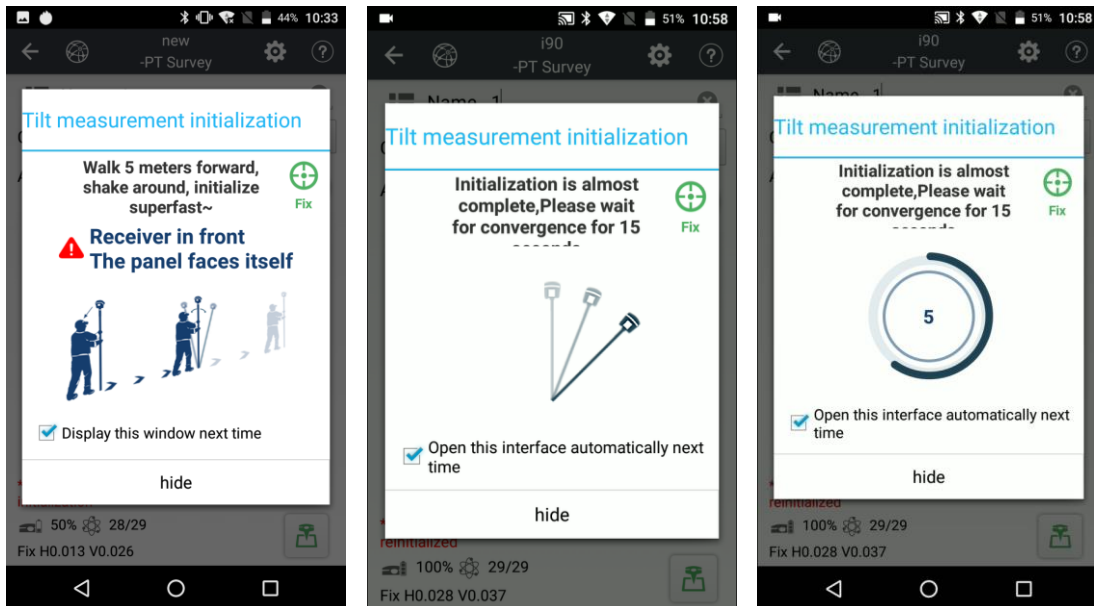 44% 10:33
new
-PT Survey
?
Tilt measurement initialization
Walk 5 meters forward,
shake around, initialize
superfast~
Fix
Receiver in front
The panel faces itself
Display this window next time
hide
50% 28/29
Fix H0.013 V0.026
51% 10:58
i90
-PT Survey
?
Name 1
Tilt measurement initialization
Initialization is almost
complete,Please wait
for convergence for 15
Fix
Open this interface automatically next
time
hide
reinitialized
100% 29/29
Fix H0.028 V0.037
51% 10:58
i90
-PT Survey
?
Name 1
Tilt measurement initialization
Initialization is almost
complete,Please wait
for convergence for 15
Fix
5
Open this interface automatically next
time
hide
reinitialized
100% 29/29
Fix H0.028 V0.037